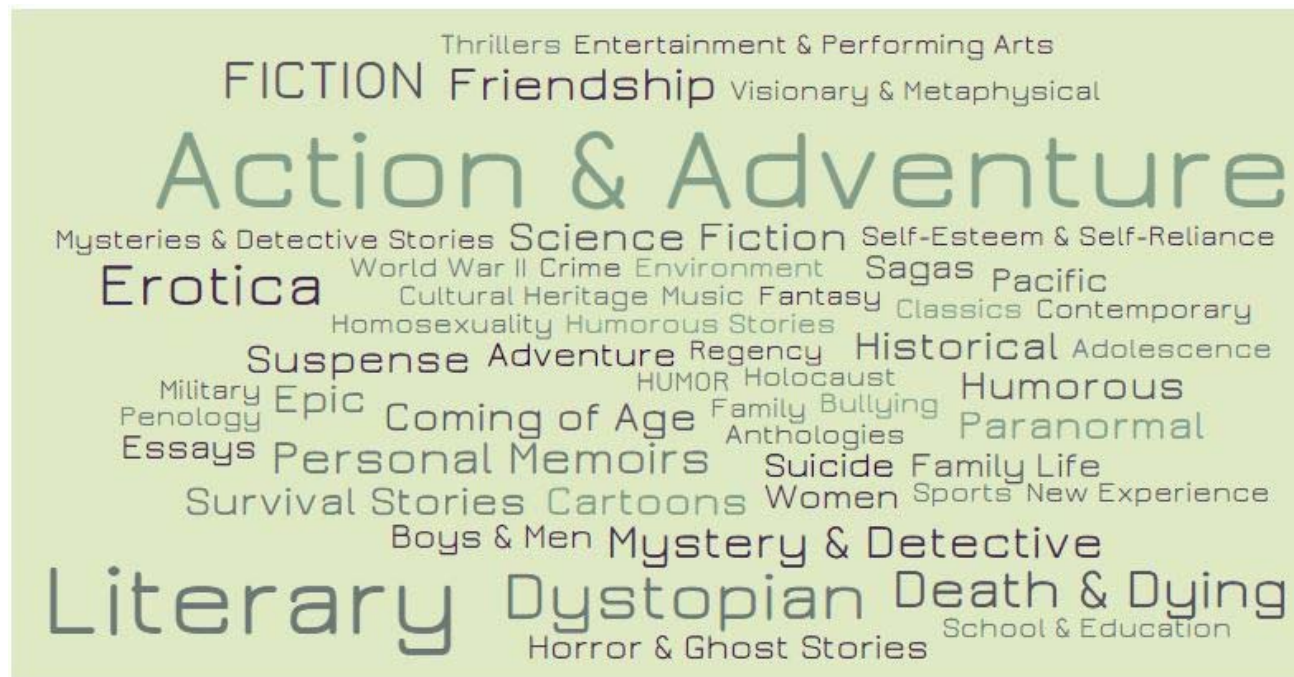 Thrillers Entertainment & Performing Arts
FICTION Friendship Visionary & Metaphysical
Action & Adventure
Mysteries & Detective Stories Science Fiction Self-Esteem & Self-Reliance
Erotica World War II Crime Environment Sagas Pacific
Cultural Heritage Music Fantasy Classics Contemporary
Homosexuality Humorous Stories
Suspense Adventure Regency Historical Adolescence
Military Epic HUMOR Holocaust Humorous
Penology Coming of Age Family Bullying Paranormal
Essays Personal Memoirs Anthologies
Suicide Family Life
Survival Stories Cartoons Women Sports New Experience
Boys & Men Mystery & Detective
Literary Dystopian Death & Dying
School & Education
Horror & Ghost Stories